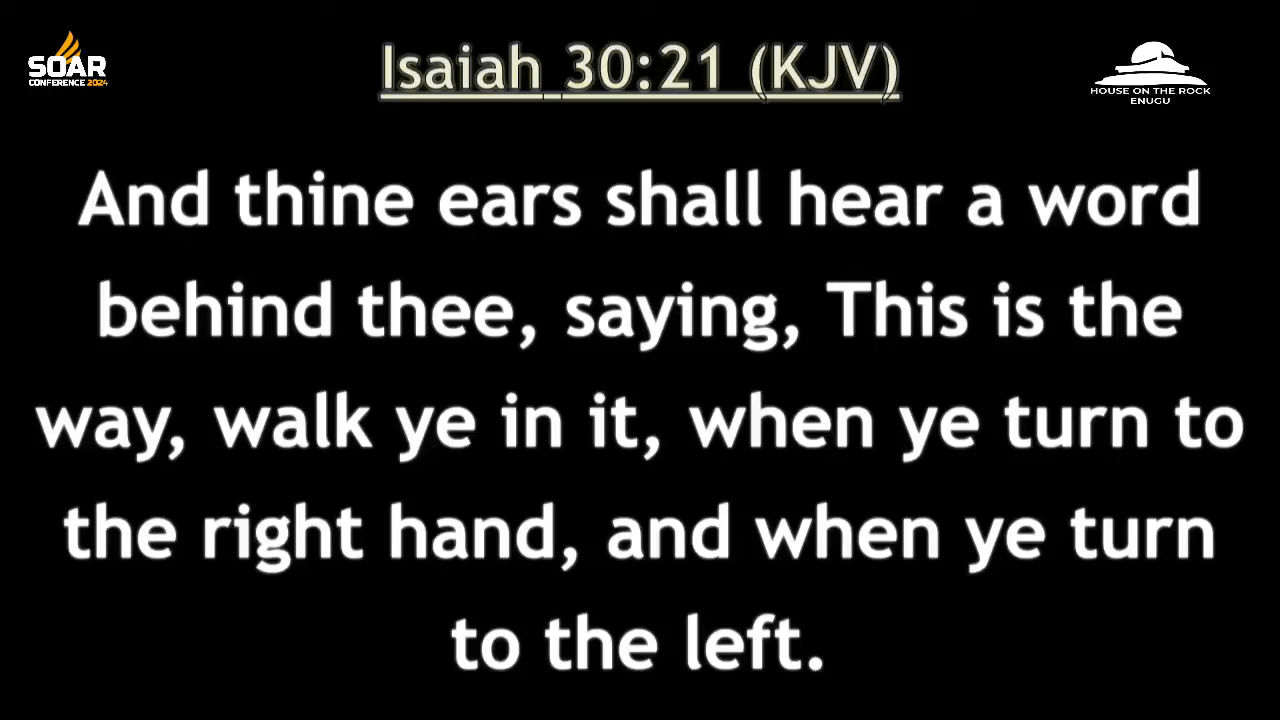 SOAR
CONFERENCE 2024
Isaiah 30:21 (KJV)
HOUSE ON THE ROCK
ENUGU
And thine ears shall hear a word
behind thee, saying, This is the
way, walk ye in it, when ye turn to
the right hand, and when ye turn
to the left.